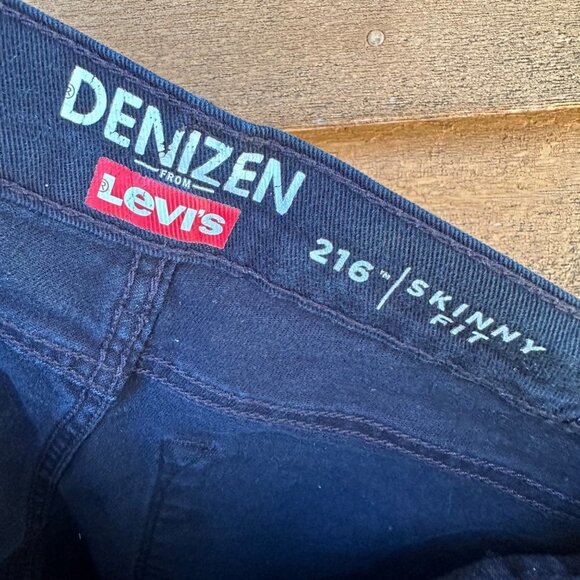 DENIZEN®
FROM
Levi's®
216™ | SKINNY
FIT